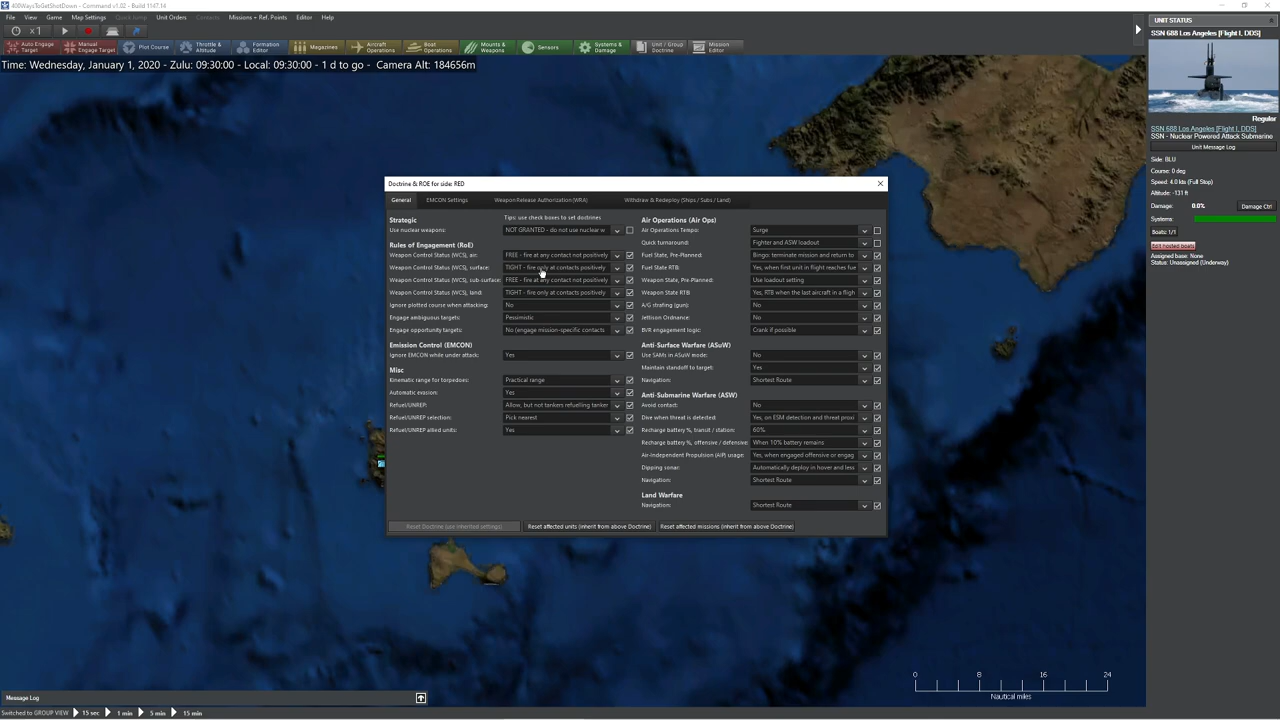 400WaysToGetShotDown - Command v1.02 - Build 1147.14
File View Game Map Settings Quick Jump Unit Orders Contacts Missions + Ref. Points Editor Help
x1
Auto Engage Target Manual Engage Target Plot Course Throttle & Altitude Formation Editor Magazines Aircraft Operations Boat Operations Mounts & Weapons Sensors Systems & Damage Unit / Group Doctrine Mission Editor
Time: Wednesday, January 1, 2020 - Zulu: 09:30:00 - Local: 09:30:00 - 1 d to go - Camera Alt: 184656m
Doctrine & ROE for side: RED
General EMCON Settings Weapon Release Authorization (WRA) Withdraw & Redeploy (Ships / Subs / Land)
Tips: use check boxes to set doctrines
Strategic
Use nuclear weapons: NOT GRANTED - do not use nuclear w
Rules of Engagement (RoE)
Weapon Control Status (WCS), air: FREE - fire at any contact not positively
Weapon Control Status (WCS), surface: TIGHT - fire only at contacts positively
Weapon Control Status (WCS), sub-surface: FREE - fire at any contact not positively
Weapon Control Status (WCS), land: TIGHT - fire only at contacts positively
Ignore plotted course when attacking: No
Engage ambiguous targets: Pessimistic
Engage opportunity targets: No (engage mission-specific contacts
Emission Control (EMCON)
Ignore EMCON while under attack: Yes
Misc
Kinematic range for torpedoes: Practical range
Automatic evasion: Yes
Refuel/UNREP: Allow, but not tankers refuelling tanker
Refuel/UNREP selection: Pick nearest
Refuel/UNREP allied units: Yes
Air Operations (Air Ops)
Air Operations Tempo: Surge
Quick turnaround: Fighter and ASW loadout
Fuel State, Pre-Planned: Bingo: terminate mission and return to
Fuel State RTB: Yes, when first unit in flight reaches fue
Weapon State, Pre-Planned: Use loadout setting
Weapon State RTB: Yes, RTB when the last aircraft in a fligh
A/G strafing (gun): No
Jettison Ordnance: No
BVR engagement logic: Crank if possible
Anti-Surface Warfare (ASuW)
Use SAMs in ASuW mode: No
Maintain standoff to target: Yes
Navigation: Shortest Route
Anti-Submarine Warfare (ASW)
Avoid contact: No
Dive when threat is detected: Yes, on ESM detection and threat proxi
Recharge battery %, transit / station: 60%
Recharge battery %, offensive / defensive: When 10% battery remains
Air-Independent Propulsion (AIP) usage: Yes, when engaged offensive or engag
Dipping sonar: Automatically deploy in hover and less
Navigation: Shortest Route
Land Warfare
Navigation: Shortest Route
Reset Doctrine (use inherited settings) Reset affected units (inherit from above Doctrine) Reset affected missions (inherit from above Doctrine)
UNIT STATUS
SSN 688 Los Angeles [Flight I, DDS]
Regular
SSN 688 Los Angeles [Flight I, DDS]
SSN - Nuclear Powered Attack Submarine
Unit Message Log
Side: BLU
Course: 0 deg
Speed: 4.0 kts (Full Stop)
Altitude: -131 ft
Damage: 0.0% Damage Ctrl
Systems:
Boats: 1/1
Edit hosted boats
Assigned base: None
Status: Unassigned (Underway)
0 8 16 24
Nautical miles
Message Log
Switched to GROUP VIEW 15 sec 1 min 5 min 15 min